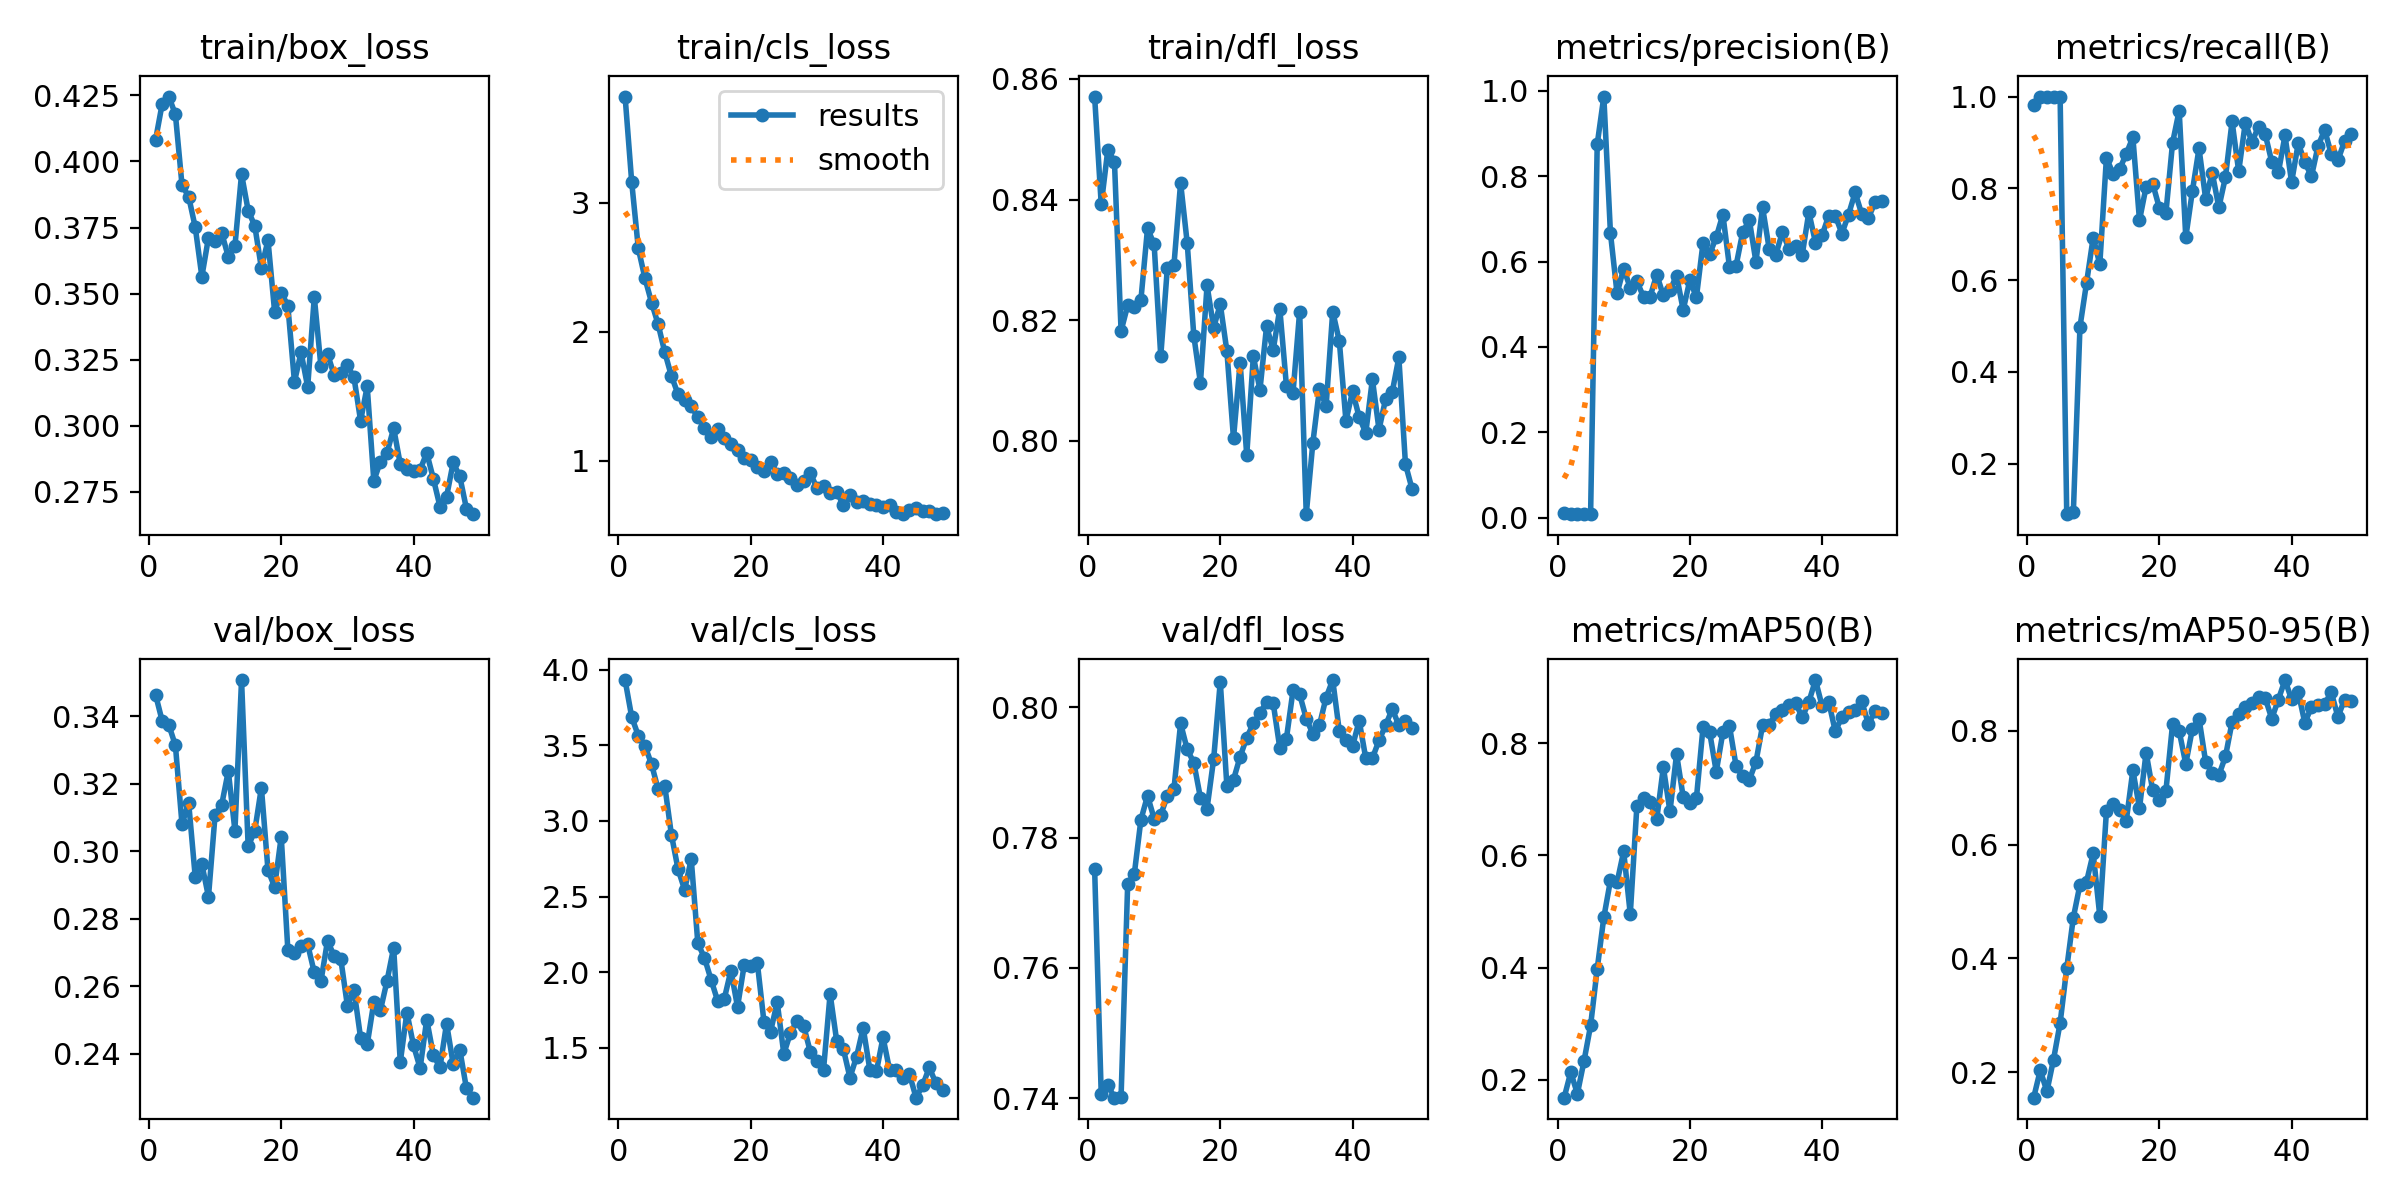 train/box_loss
0.425
0.400
0.375
0.350
0.325
0.300
0.275
0 20 40
train/cls_loss
results
smooth
3
2
1
0 20 40
train/dfl_loss
0.86
0.84
0.82
0.80
0 20 40
metrics/precision(B)
1.0
0.8
0.6
0.4
0.2
0.0
0 20 40
metrics/recall(B)
1.0
0.8
0.6
0.4
0.2
0 20 40
val/box_loss
0.34
0.32
0.30
0.28
0.26
0.24
0 20 40
val/cls_loss
4.0
3.5
3.0
2.5
2.0
1.5
0 20 40
val/dfl_loss
0.80
0.78
0.76
0.74
0 20 40
metrics/mAP50(B)
0.8
0.6
0.4
0.2
0 20 40
metrics/mAP50-95(B)
0.8
0.6
0.4
0.2
0 20 40